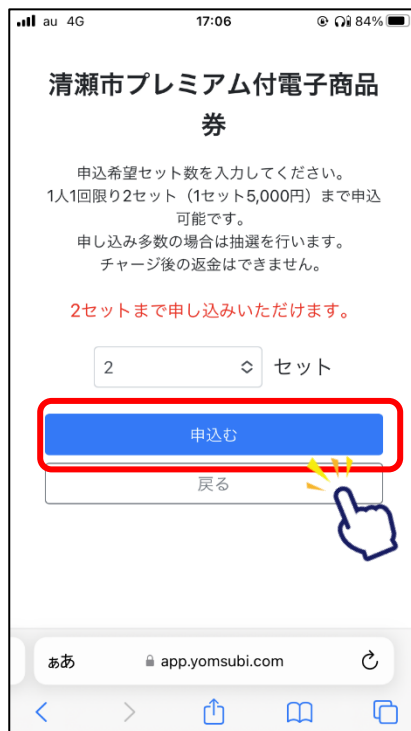 au 4G 17:06 84%
清瀬市プレミアム付電子商品
券
申込希望セット数を入力してください。
1人1回限り2セット（1セット5,000円）まで申込
可能です。
申し込み多数の場合は抽選を行います。
チャージ後の返金はできません。
2セットまで申し込みいただけます。
2 セット
申込む
戻る
ぁあ app.yomsubi.com